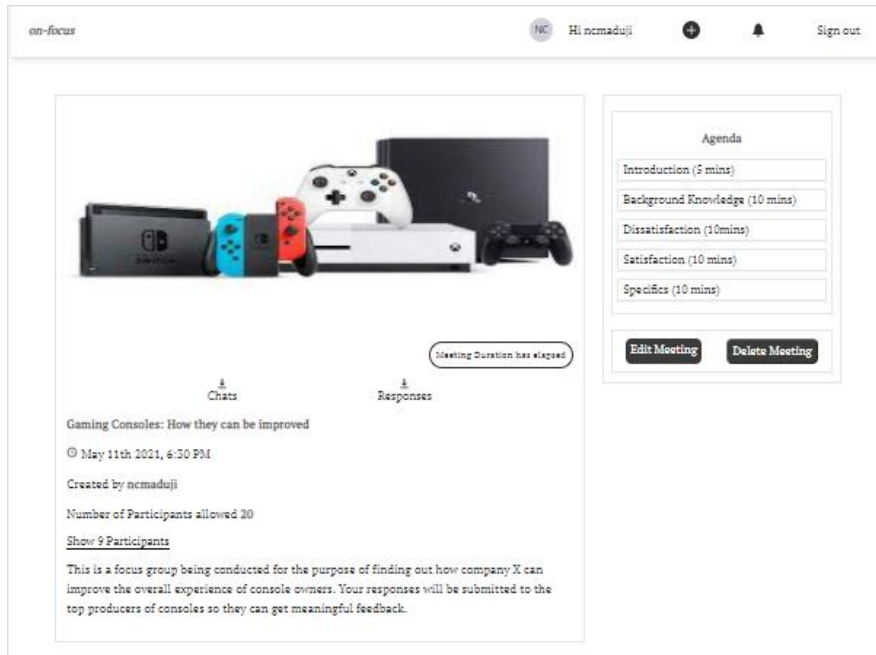 on-focus
NC
Hi ncmaduji
Sign out
SWITCH
Meeting Duration has elapsed
Chats
Responses
Gaming Consoles: How they can be improved
May 11th 2021, 6:30 PM
Created by ncmaduji
Number of Participants allowed 20
Show 9 Participants
This is a focus group being conducted for the purpose of finding out how company X can
improve the overall experience of console owners. Your responses will be submitted to the
top producers of consoles so they can get meaningful feedback.
Agenda
Introduction (5 mins)
Background Knowledge (10 mins)
Dissatisfaction (10mins)
Satisfaction (10 mins)
Specifics (10 mins)
Edit Meeting
Delete Meeting